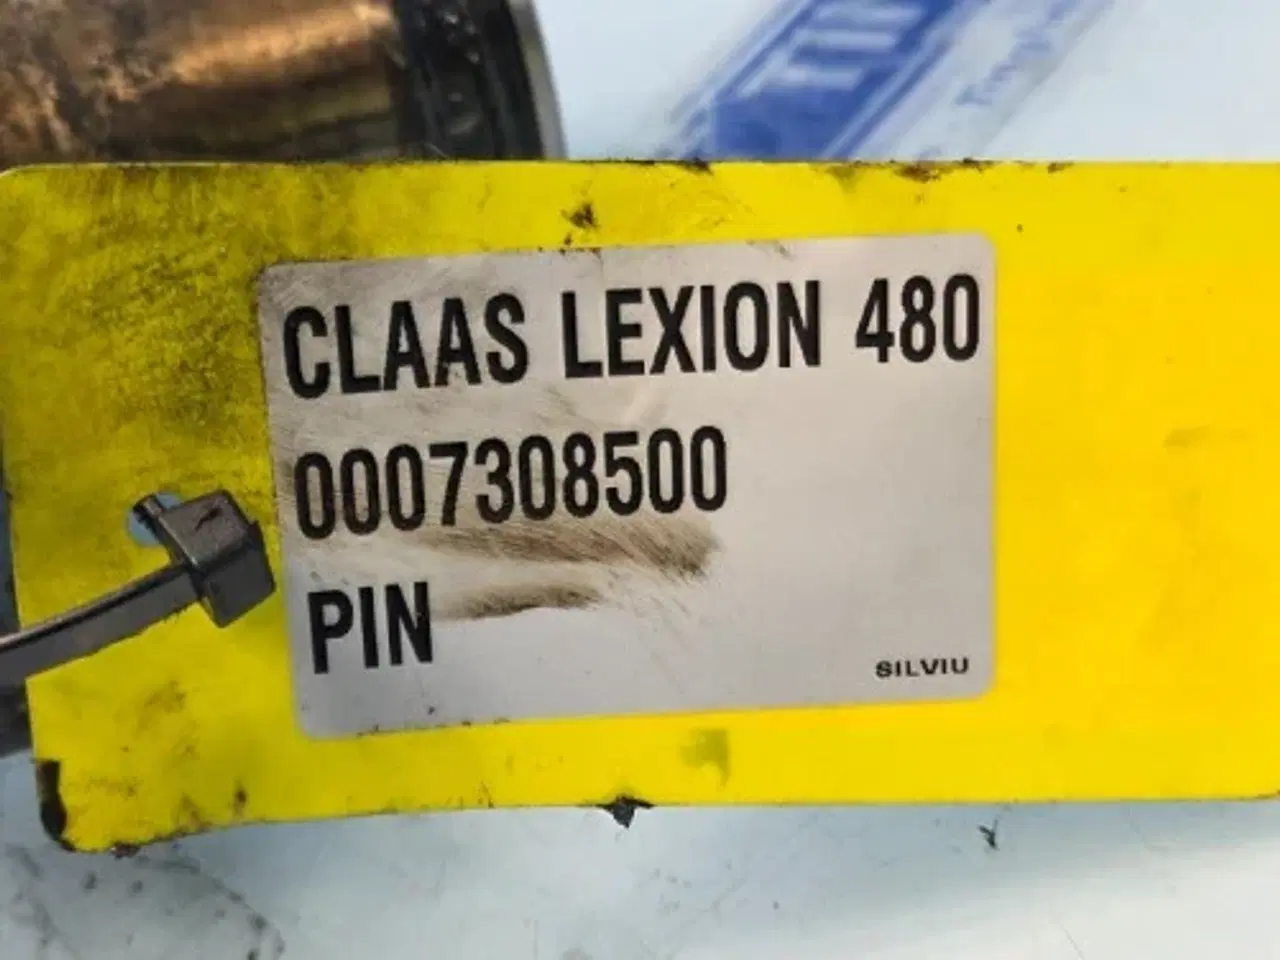 CLAAS LEXION 480
0007308500
PIN
SILVIU